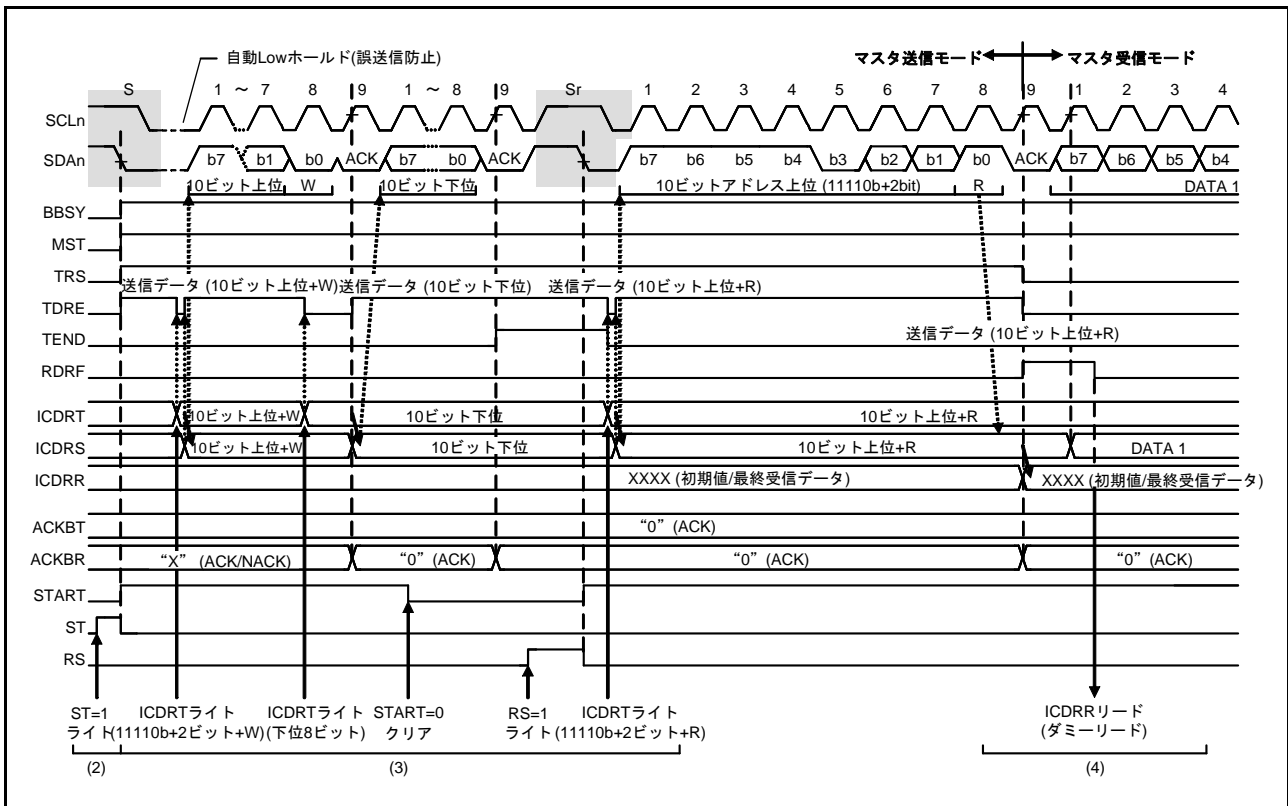 自動Lowホールド(誤送信防止)
マスタ送信モード マスタ受信モード
S 1 ～ 7 8 9 1 ～ 8 9 Sr 1 2 3 4 5 6 7 8 9 1 2 3 4
SCLn
SDAn b7 b1 b0 ACK b7 b0 ACK b7 b6 b5 b4 b3 b2 b1 b0 ACK b7 b6 b5 b4
10ビット上位 W 10ビット下位 10ビットアドレス上位 (11110b+2bit) R DATA 1
BBSY
MST
TRS
送信データ (10ビット上位+W) 送信データ (10ビット下位) 送信データ (10ビット上位+R)
TDRE
TEND 送信データ (10ビット上位+R)
RDRF
ICDRT 10ビット上位+W 10ビット下位 10ビット上位+R
ICDRS 10ビット上位+W 10ビット下位 10ビット上位+R DATA 1
ICDRR XXXX (初期値/最終受信データ) XXXX (初期値/最終受信データ)
ACKBT “0” (ACK)
ACKBR “X” (ACK/NACK) “0” (ACK) “0” (ACK) “0” (ACK)
START
ST
RS
ST=1 ICDRTライト ICDRTライト START=0 RS=1 ICDRTライト ICDRRリード
ライト (11110b+2ビット+W) (下位8ビット) クリア ライト (11110b+2ビット+R) (ダミーリード)
(2) (3) (4)